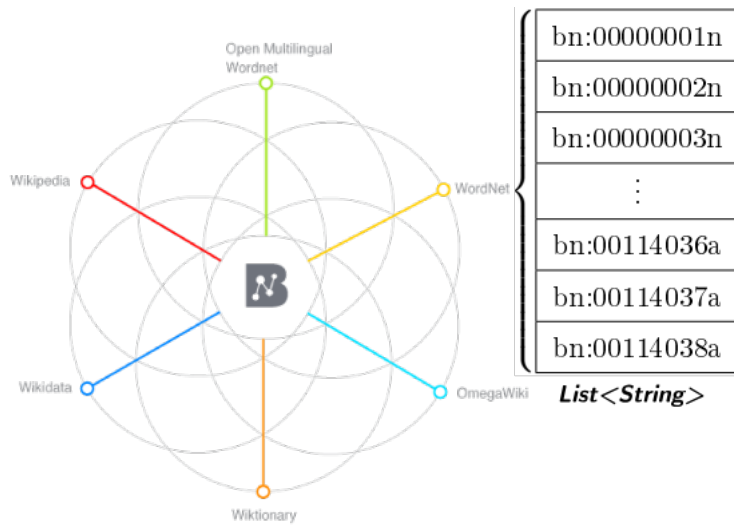 Open Multilingual
Wordnet
Wikipedia
WordNet
B
Wikidata
OmegaWiki
Wiktionary
bn:00000001n
bn:00000002n
bn:00000003n
⋮
bn:00114036a
bn:00114037a
bn:00114038a
List<String>